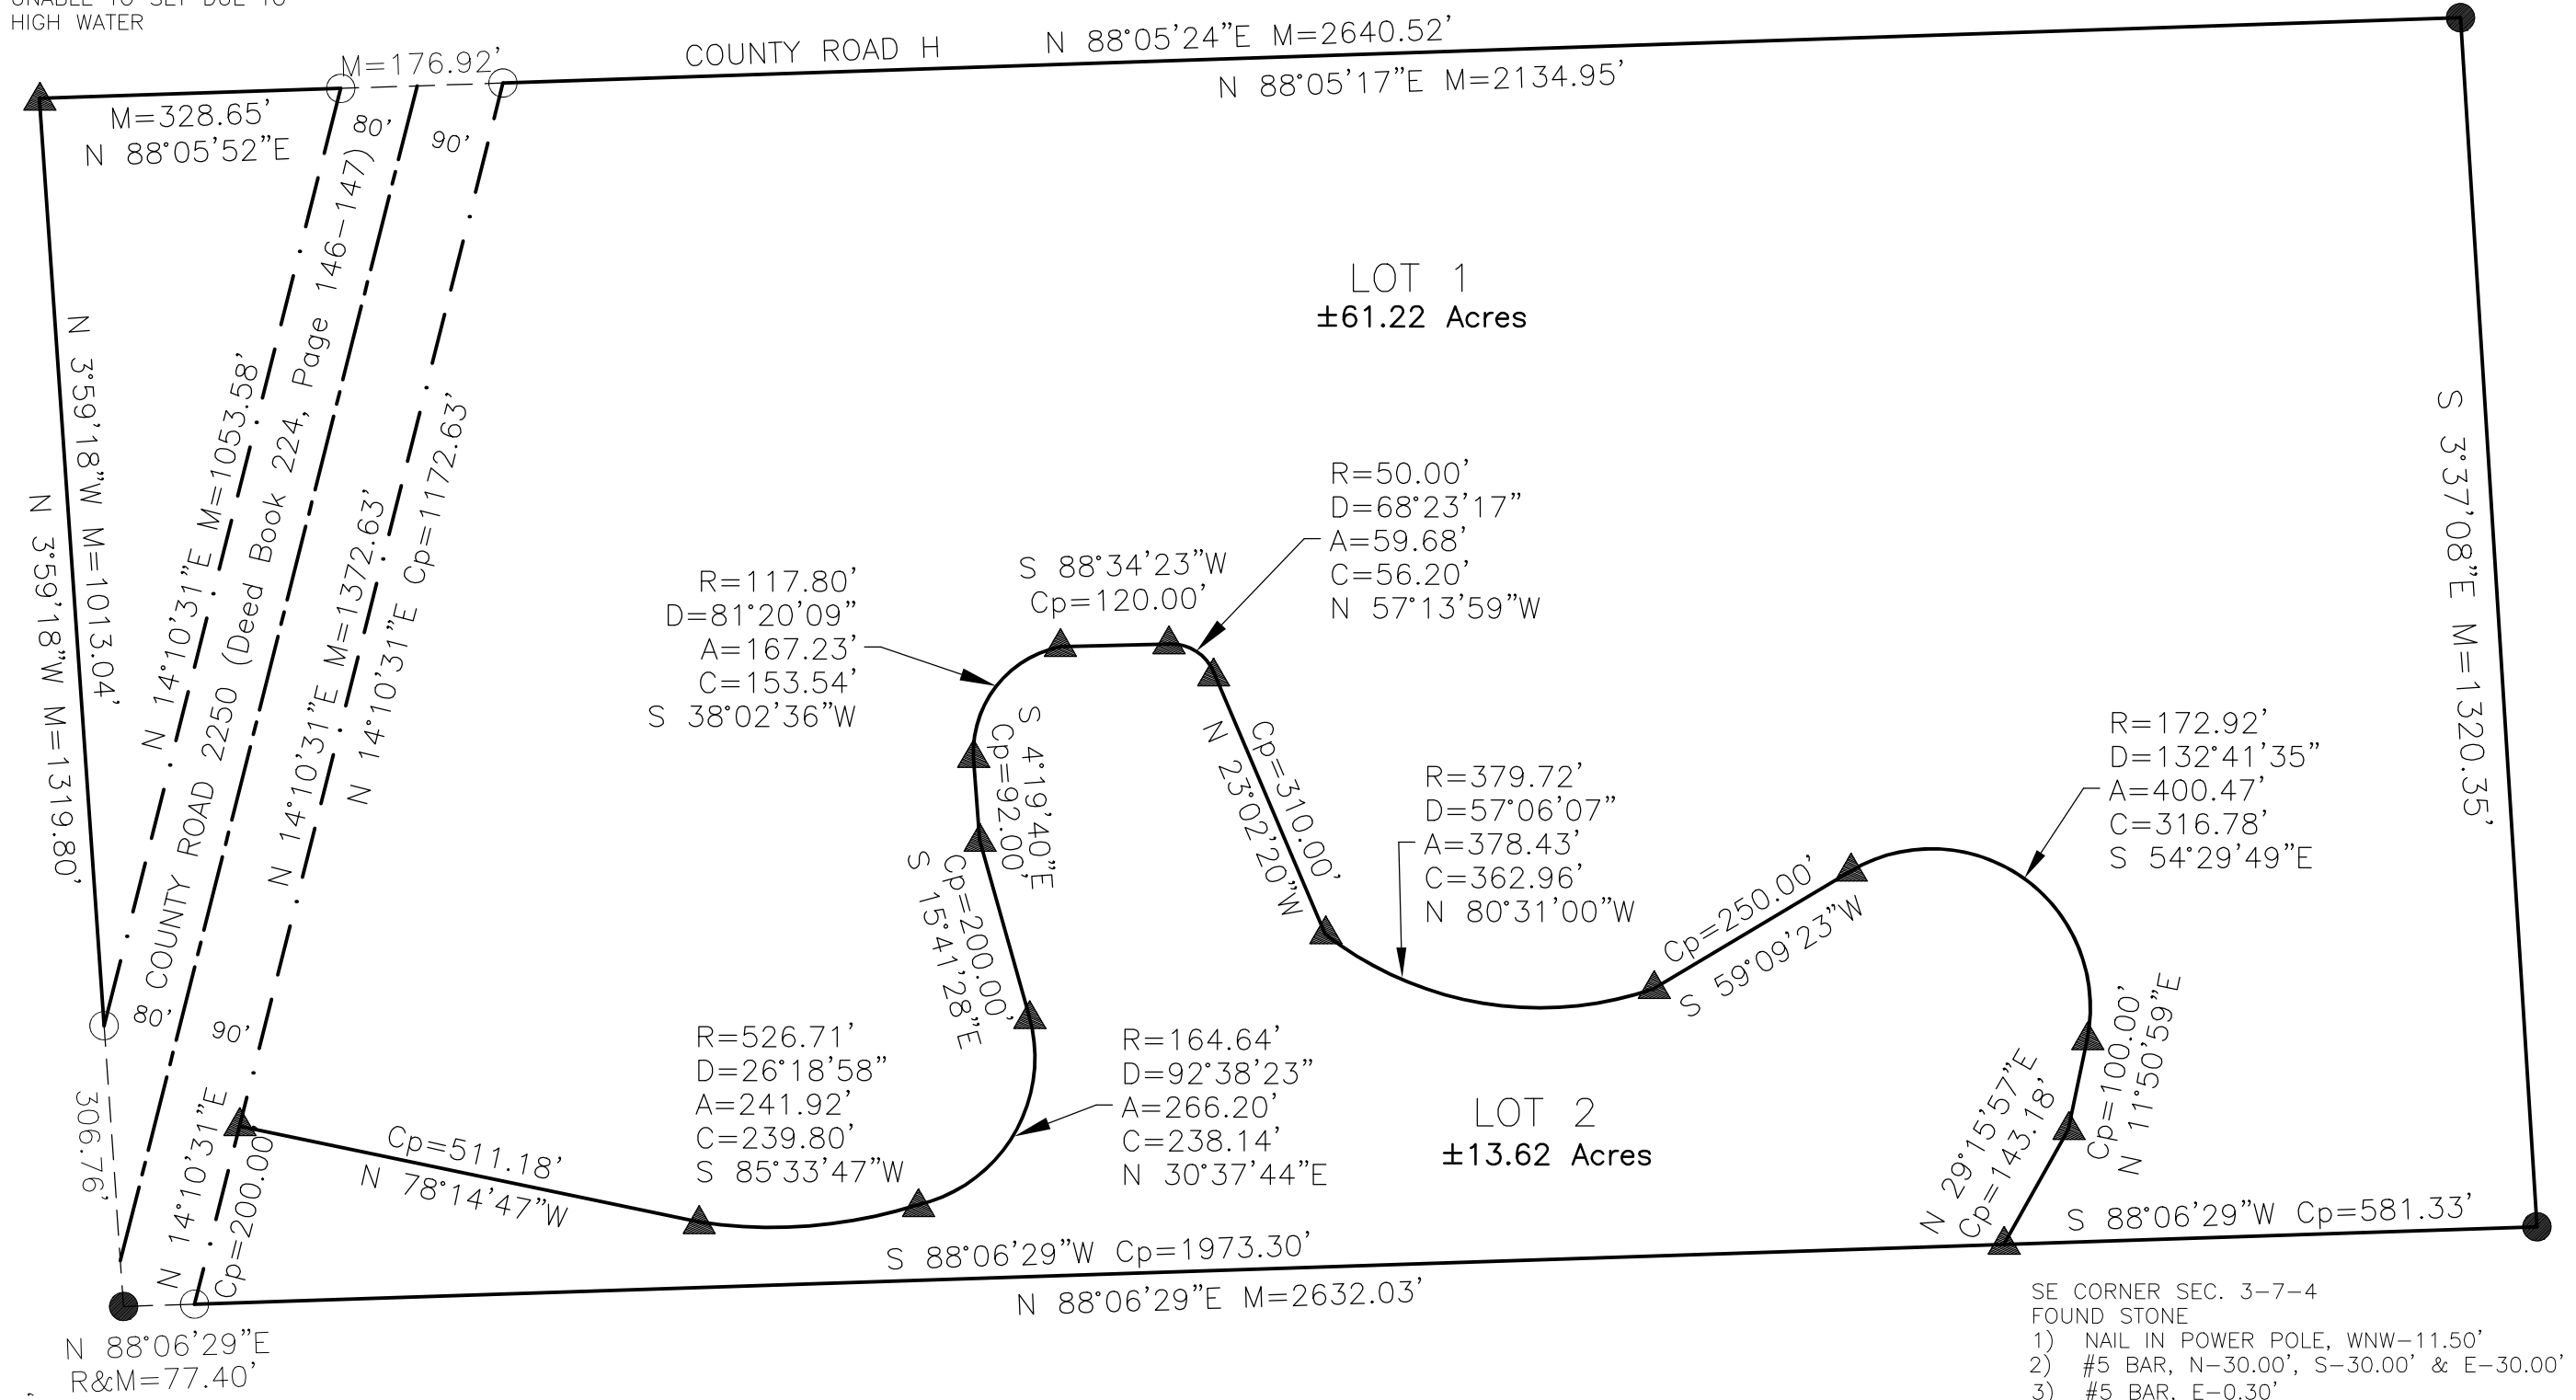 HIGH WATER
COUNTY ROAD H
N 88°05'24"E M=2640.52'
N 88°05'17"E M=2134.95'
M=176.92'
M=328.65'
N 88°05'52"E
80'
90'
N 3°59'18"W M=1013.04'
N 3°59'18"W M=1319.80'
N 14°10'31"E M=1053.58'
COUNTY ROAD 2250 (Deed Book 224, Page 146-147)
N 14°10'31"E M=1372.63'
N 14°10'31"E Cp=1172.63'
LOT 1
±61.22 Acres
S 3°37'08"E M=1320.35'
R=50.00'
D=68°23'17"
A=59.68'
C=56.20'
N 57°13'59"W
S 88°34'23"W
Cp=120.00'
R=117.80'
D=81°20'09"
A=167.23'
C=153.54'
S 38°02'36"W
S 4°19'40"E
Cp=92.00'
Cp=310.00'
N 23°02'20"W
R=379.72'
D=57°06'07"
A=378.43'
C=362.96'
N 80°31'00"W
R=172.92'
D=132°41'35"
A=400.47'
C=316.78'
S 54°29'49"E
Cp=250.00'
S 59°09'23"W
Cp=200.00'
S 15°41'28"E
80'
90'
306.76'
N 14°10'31"E
Cp=200.00'
Cp=511.18'
N 78°14'47"W
R=526.71'
D=26°18'58"
A=241.92'
C=239.80'
S 85°33'47"W
R=164.64'
D=92°38'23"
A=266.20'
C=238.14'
N 30°37'44"E
LOT 2
±13.62 Acres
N 29°15'57"E
Cp=143.18'
Cp=100.00'
N 11°50'59"E
S 88°06'29"W Cp=581.33'
S 88°06'29"W Cp=1973.30'
N 88°06'29"E M=2632.03'
N 88°06'29"E
R&M=77.40'
SE CORNER SEC. 3-7-4
FOUND STONE
1) NAIL IN POWER POLE, WNW-11.50'
2) #5 BAR, N-30.00', S-30.00' & E-30.00'
3) #5 BAR, E-0.30'